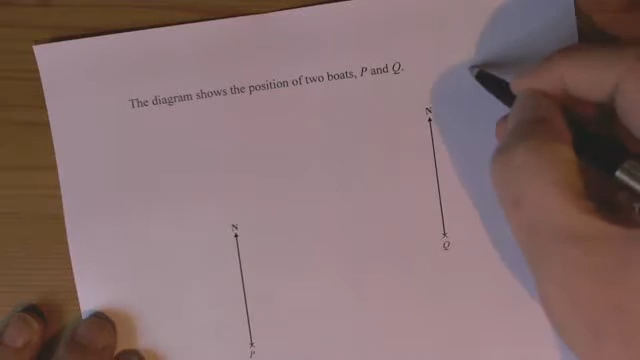 The diagram shows the position of two boats, P and Q.
N
Q
N
P